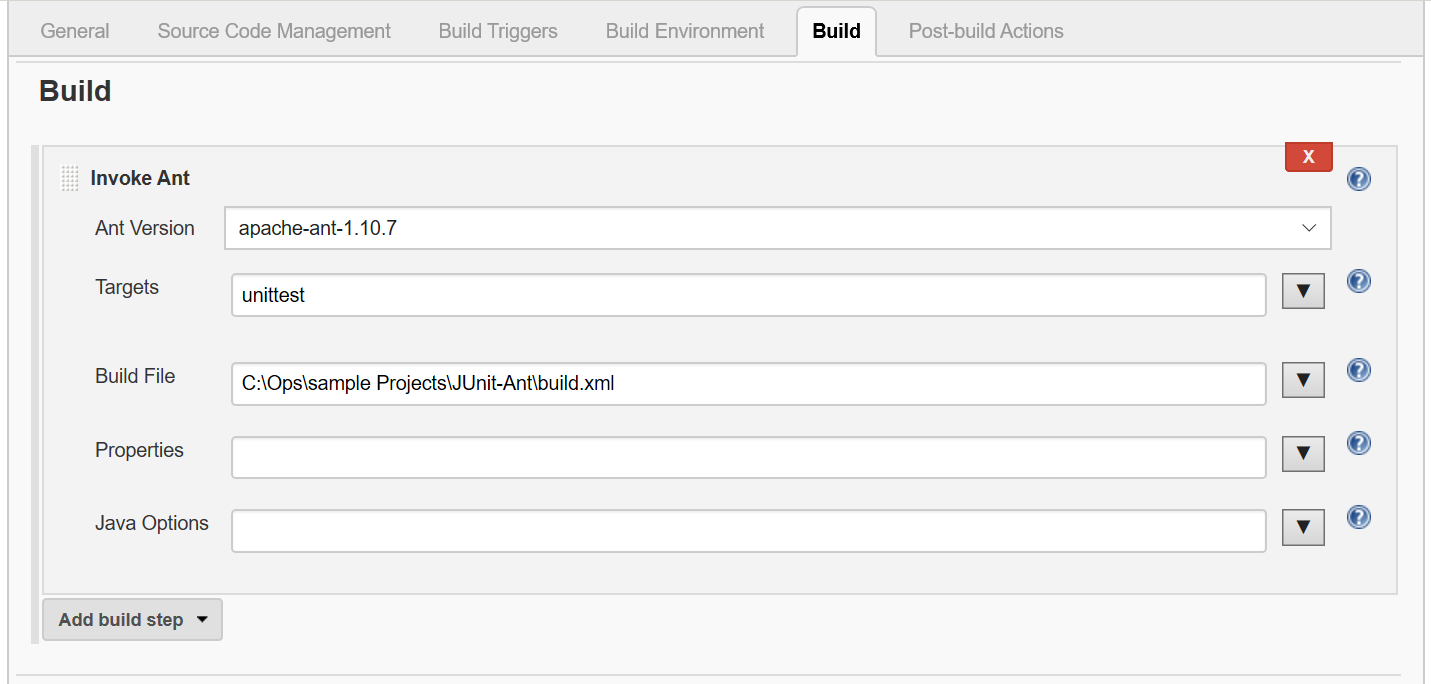 General Source Code Management Build Triggers Build Environment Build Post-build Actions
Build
X
Invoke Ant ?
Ant Version apache-ant-1.10.7
Targets unittest ▼ ?
Build File C:\Ops\sample Projects\JUnit-Ant\build.xml ▼ ?
Properties ▼ ?
Java Options ▼ ?
Add build step